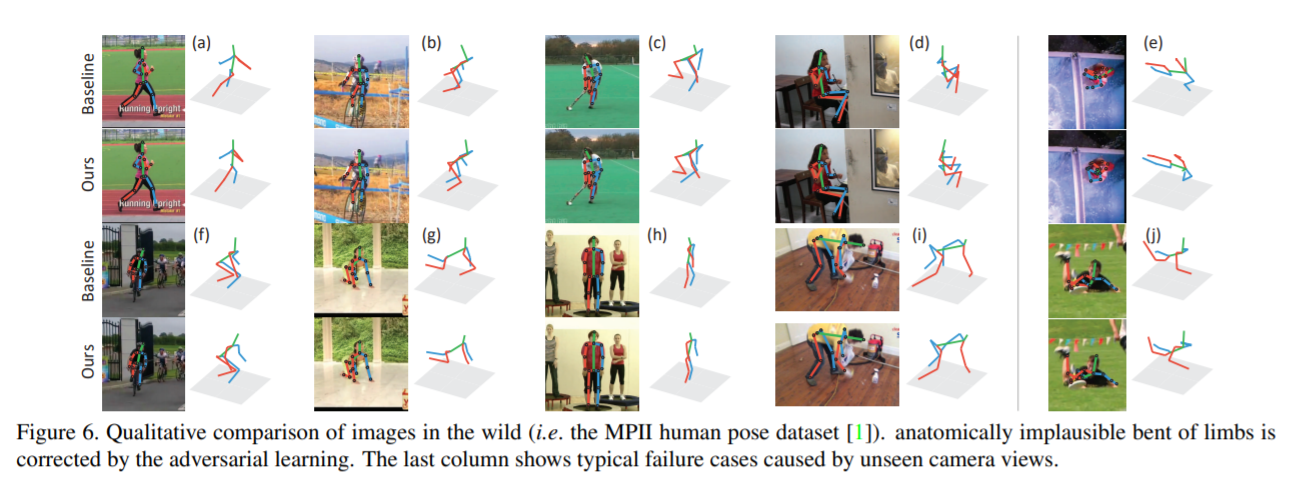 (a) (b) (c) (d) (e)
Baseline
Running Upright
Ours
Running Upright
(f) (g) (h) (i) (j)
Baseline
Ours
Figure 6. Qualitative comparison of images in the wild (i.e. the MPII human pose dataset [1]). anatomically implausible bent of limbs is
corrected by the adversarial learning. The last column shows typical failure cases caused by unseen camera views.